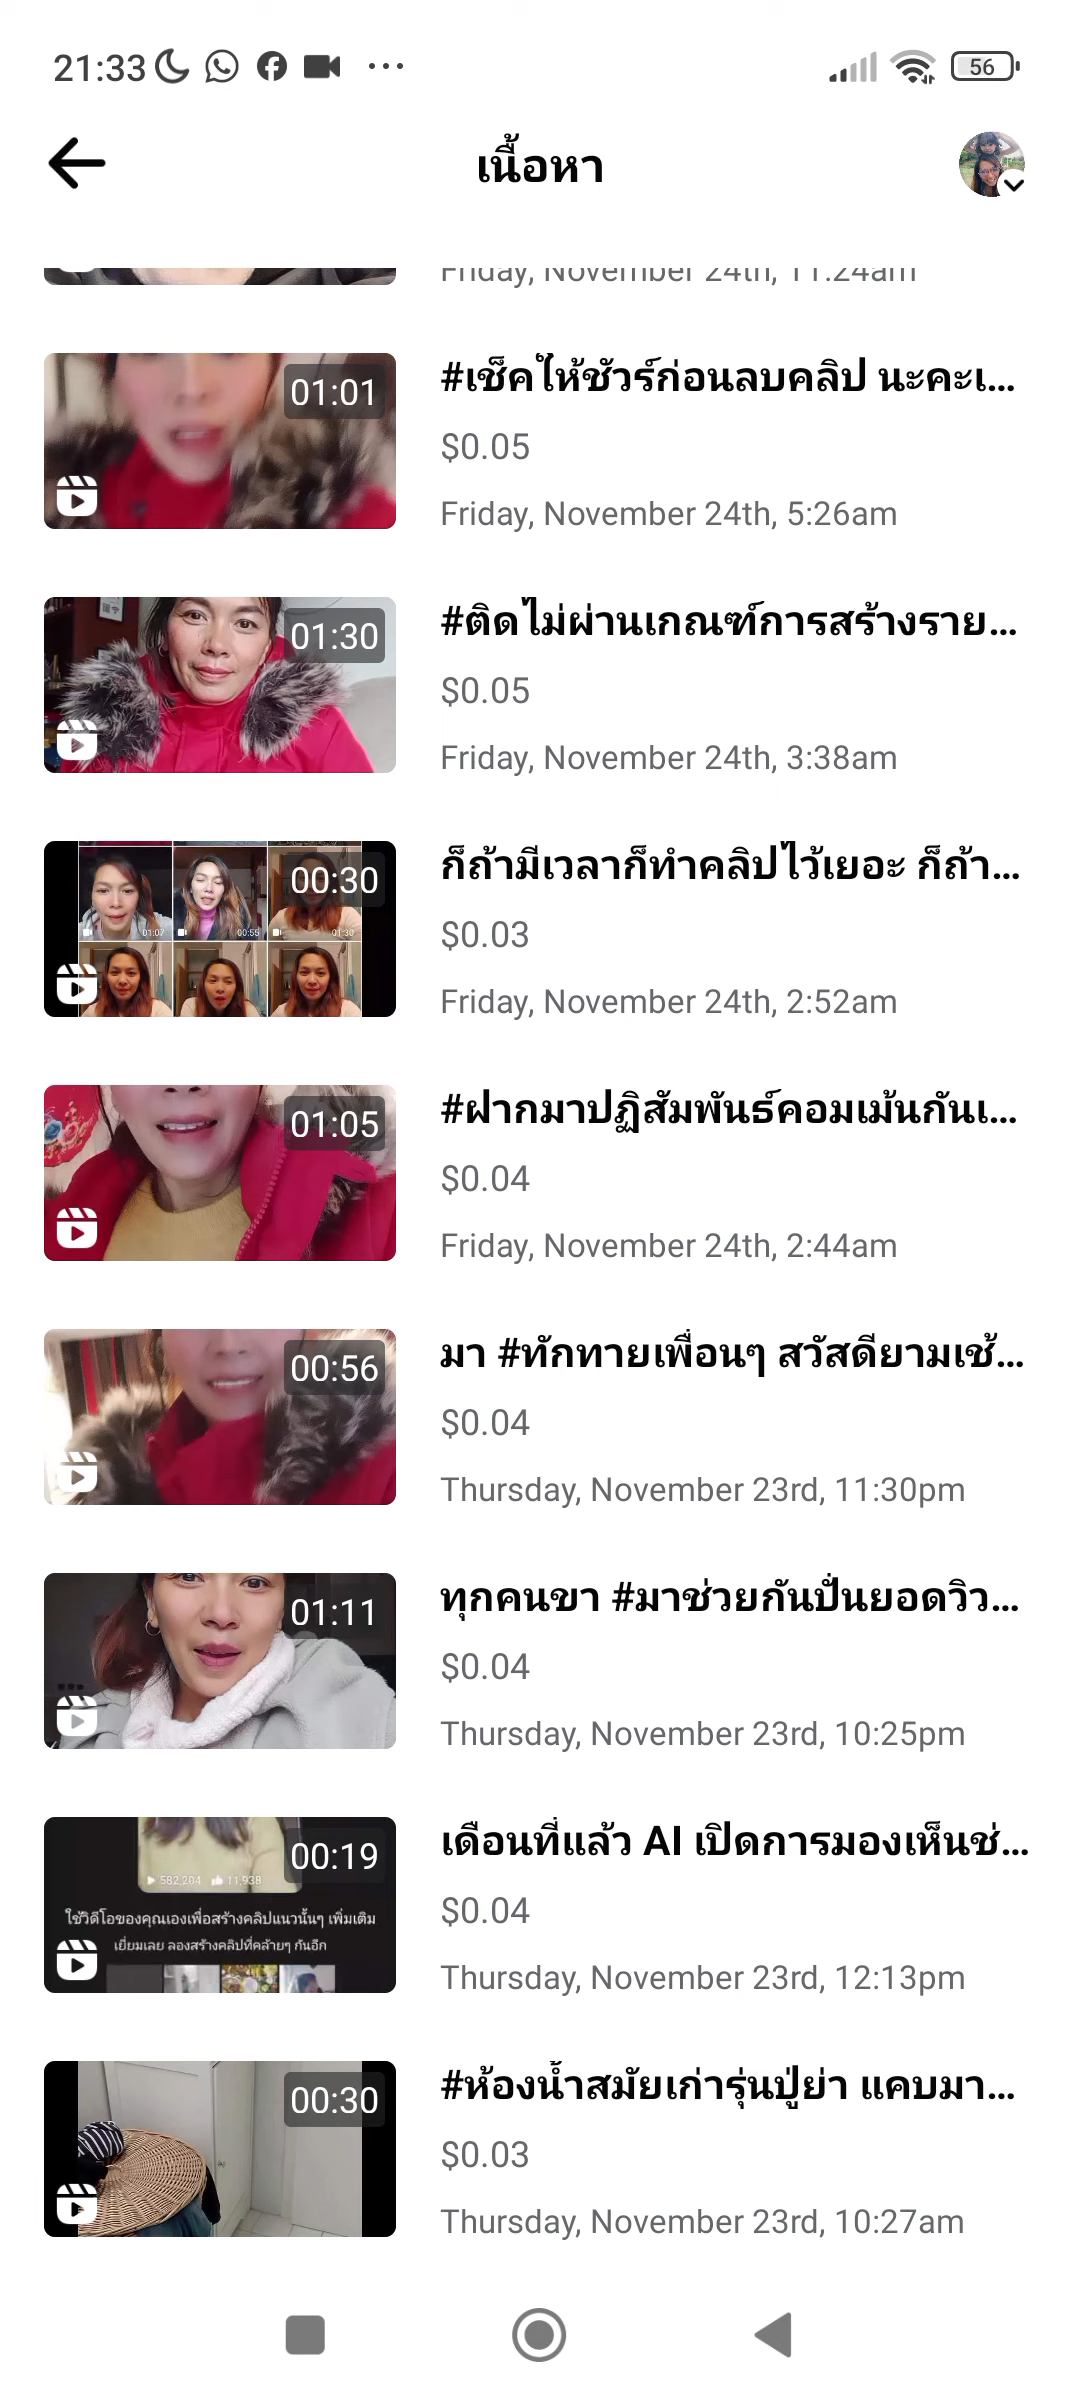 21:33 ... 56
เนื้อหา
Friday, November 24th, 11:24am
01:01
#เช็คให้ชัวร์ก่อนลบคลิป นะคะเ...
$0.05
Friday, November 24th, 5:26am
01:30
#ติดไม่ผ่านเกณฑ์การสร้างราย...
$0.05
Friday, November 24th, 3:38am
00:30
01:07 00:55 01:30
ก็ถ้ามีเวลาก็ทำคลิปไว้เยอะ ก็ถ้า...
$0.03
Friday, November 24th, 2:52am
01:05
#ฝากมาปฏิสัมพันธ์คอมเม้นกันเ...
$0.04
Friday, November 24th, 2:44am
00:56
มา #ทักทายเพื่อนๆ สวัสดียามเช้...
$0.04
Thursday, November 23rd, 11:30pm
01:11
ทุกคนขา #มาช่วยกันปั่นยอดวิว...
$0.04
Thursday, November 23rd, 10:25pm
00:19
582,204 11,938
ใช้วิดีโอของคุณเองเพื่อสร้างคลิปแนวนั้นๆ เพิ่มเติม
เยี่ยมเลย ลองสร้างคลิปที่คล้ายๆ กันอีก
เดือนที่แล้ว AI เปิดการมองเห็นช่...
$0.04
Thursday, November 23rd, 12:13pm
00:30
#ห้องน้ำสมัยเก่ารุ่นปู่ย่า แคบมา...
$0.03
Thursday, November 23rd, 10:27am